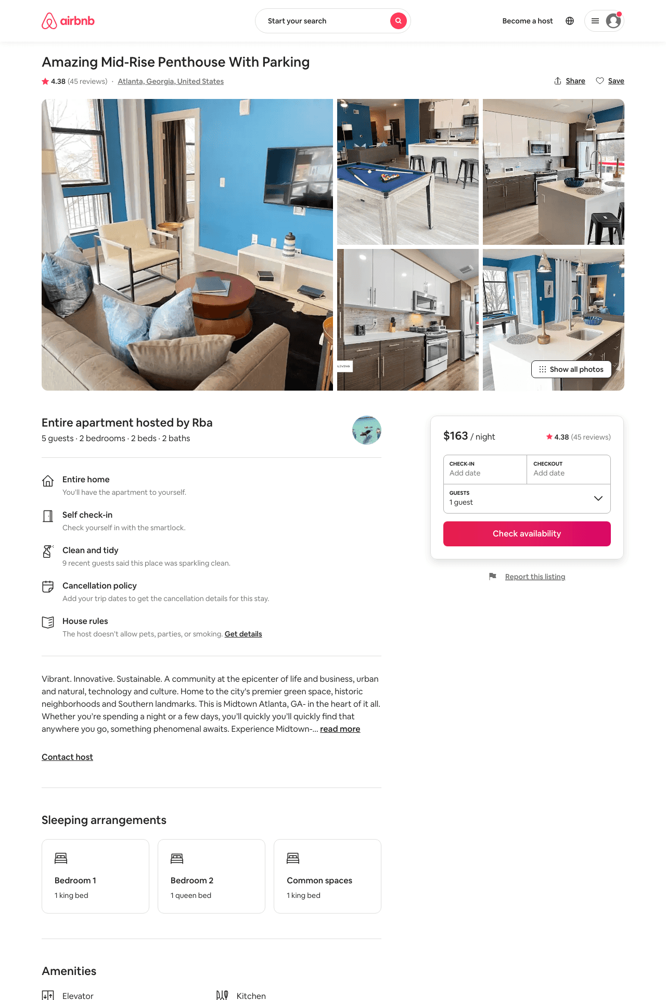 airbnb
Start your search
Become a host
Amazing Mid-Rise Penthouse With Parking
4.38 (45 reviews) · Atlanta, Georgia, United States
Share
Save
LIVING
Show all photos
Entire apartment hosted by Rba
5 guests · 2 bedrooms · 2 beds · 2 baths
Entire home
You’ll have the apartment to yourself.
Self check-in
Check yourself in with the smartlock.
Clean and tidy
9 recent guests said this place was sparkling clean.
Cancellation policy
Add your trip dates to get the cancellation details for this stay.
House rules
The host doesn’t allow pets, parties, or smoking. Get details
$163 / night
4.38 (45 reviews)
CHECK-IN
Add date
CHECKOUT
Add date
GUESTS
1 guest
Check availability
Report this listing
Vibrant. Innovative. Sustainable. A community at the epicenter of life and business, urban
and natural, technology and culture. Home to the city's premier green space, historic
neighborhoods and Southern landmarks. This is Midtown Atlanta, GA- in the heart of it all.
Whether you’re spending a night or a few days, you’ll quickly you’ll quickly find that
anywhere you go, something phenomenal awaits. Experience Midtown-... read more
Contact host
Sleeping arrangements
Bedroom 1
1 king bed
Bedroom 2
1 queen bed
Common spaces
1 king bed
Amenities
Elevator
Kitchen